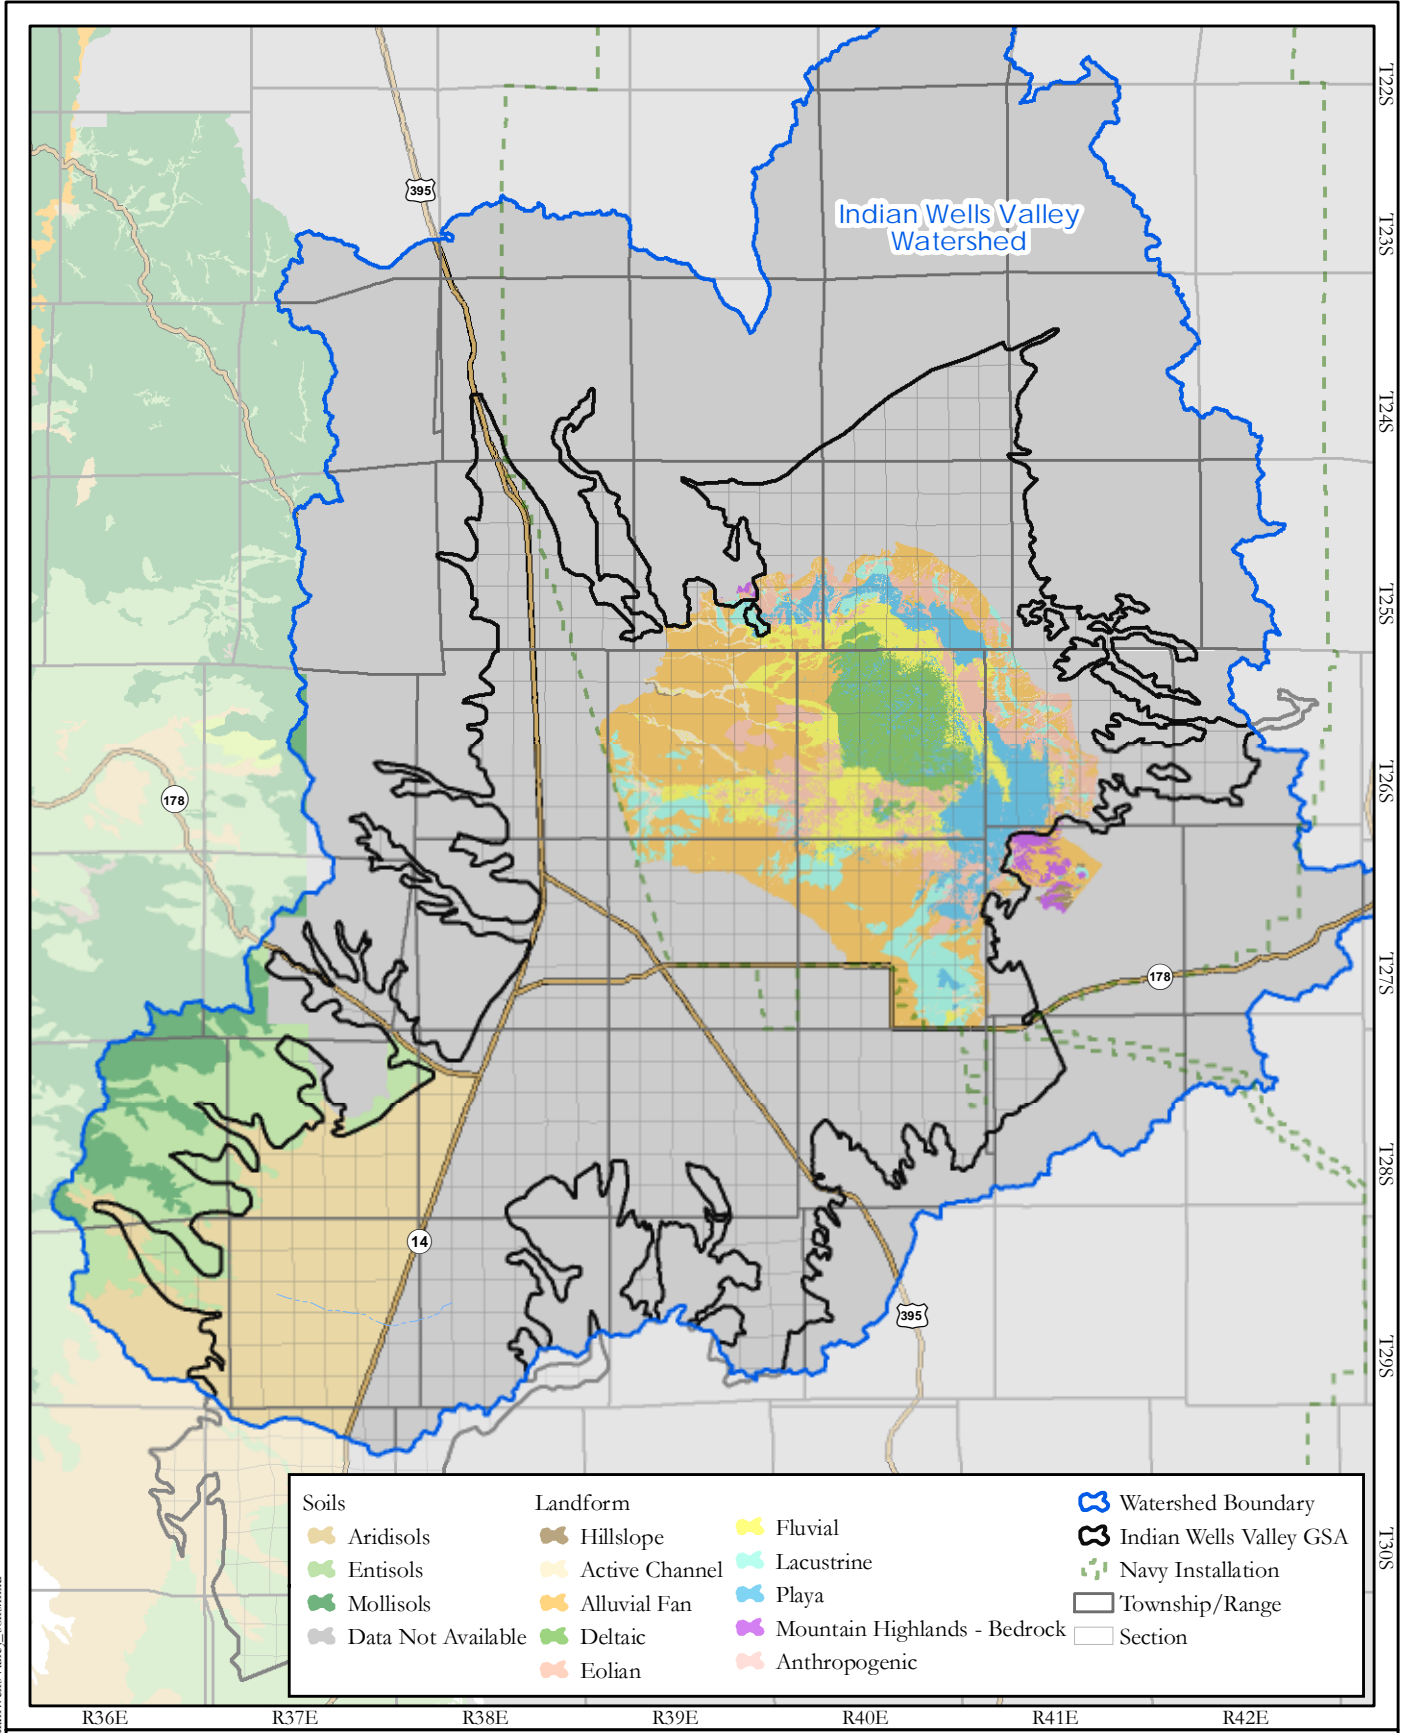 T22S
395
Indian Wells Valley
Watershed
T23S
T24S
T25S
178
T26S
178
T27S
T28S
14
395
T29S
Soils
Aridisols
Entisols
Mollisols
Data Not Available
Landform
Hillslope
Active Channel
Alluvial Fan
Deltaic
Eolian
Fluvial
Lacustrine
Playa
Mountain Highlands - Bedrock
Anthropogenic
Watershed Boundary
Indian Wells Valley GSA
Navy Installation
Township/Range
Section
T30S
R36E R37E R38E R39E R40E R41E R42E